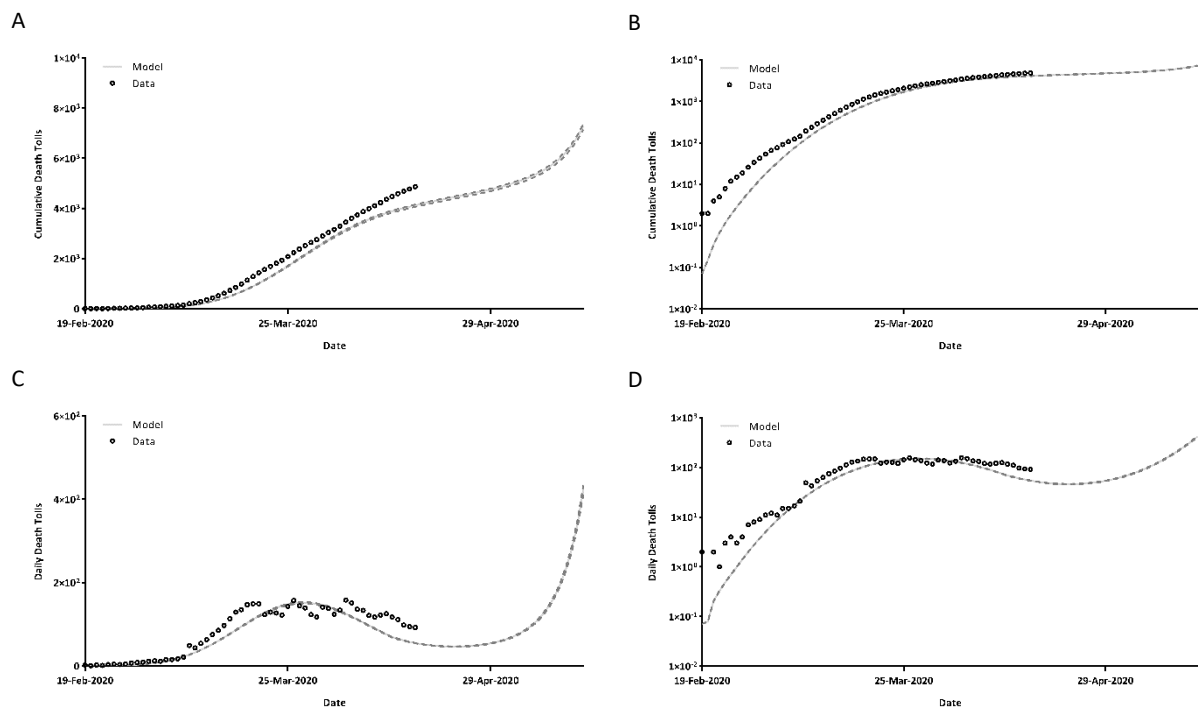 A
1×10⁴
8×10³
6×10³
4×10³
2×10³
0
Cumulative Death Tolls
Model
Data
19-Feb-2020
25-Mar-2020
29-Apr-2020
Date
B
1×10⁵
1×10⁴
1×10³
1×10²
1×10¹
1×10⁰
1×10⁻¹
1×10⁻²
Cumulative Death Tolls
Model
Data
19-Feb-2020
25-Mar-2020
29-Apr-2020
Date
C
6×10²
4×10²
2×10²
0
Daily Death Tolls
Model
Data
19-Feb-2020
25-Mar-2020
29-Apr-2020
Date
D
1×10³
1×10²
1×10¹
1×10⁰
1×10⁻¹
1×10⁻²
Daily Death Tolls
Model
Data
19-Feb-2020
25-Mar-2020
29-Apr-2020
Date